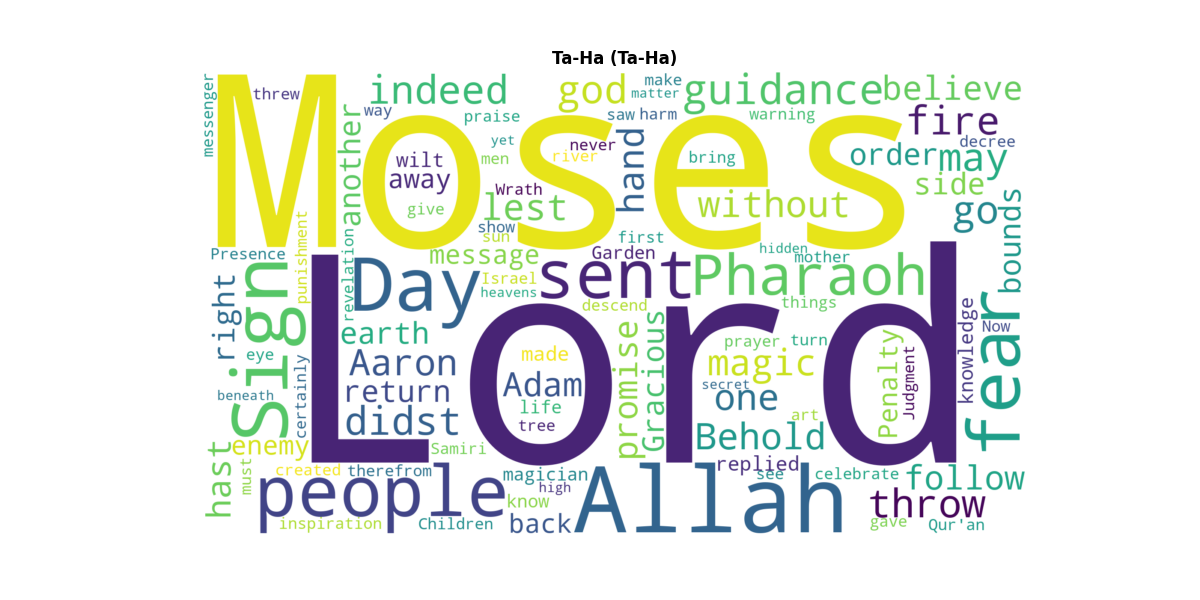 Ta-Ha (Ta-Ha)
Moses
Lord
messenger
threw
indeed
way
another
praise
god
make
matter
saw
harm
guidance
believe
warning
fire
decree
yet
men
never
river
wilt
away
Wrath
hand
bring
order
may
side
give
lest
show
sun
without
go
bounds
first
Presence
punishment
revelation
message
Garden
hidden
mother
Israel
heavens
Day
sent
Pharaoh
descend
things
right
Sign
earth
knowledge
Now
fear
eye
Aaron
made
promise
Gracious
prayer
turn
magic
Penalty
Judgment
beneath
certainly
return
Adam
secret
one
life
tree
art
didst
Behold
enemy
Samiri
hast
must
created
therefrom
magician
replied
see
celebrate
follow
high
people
know
Allah
throw
inspiration
Children
back
gave
Qur'an